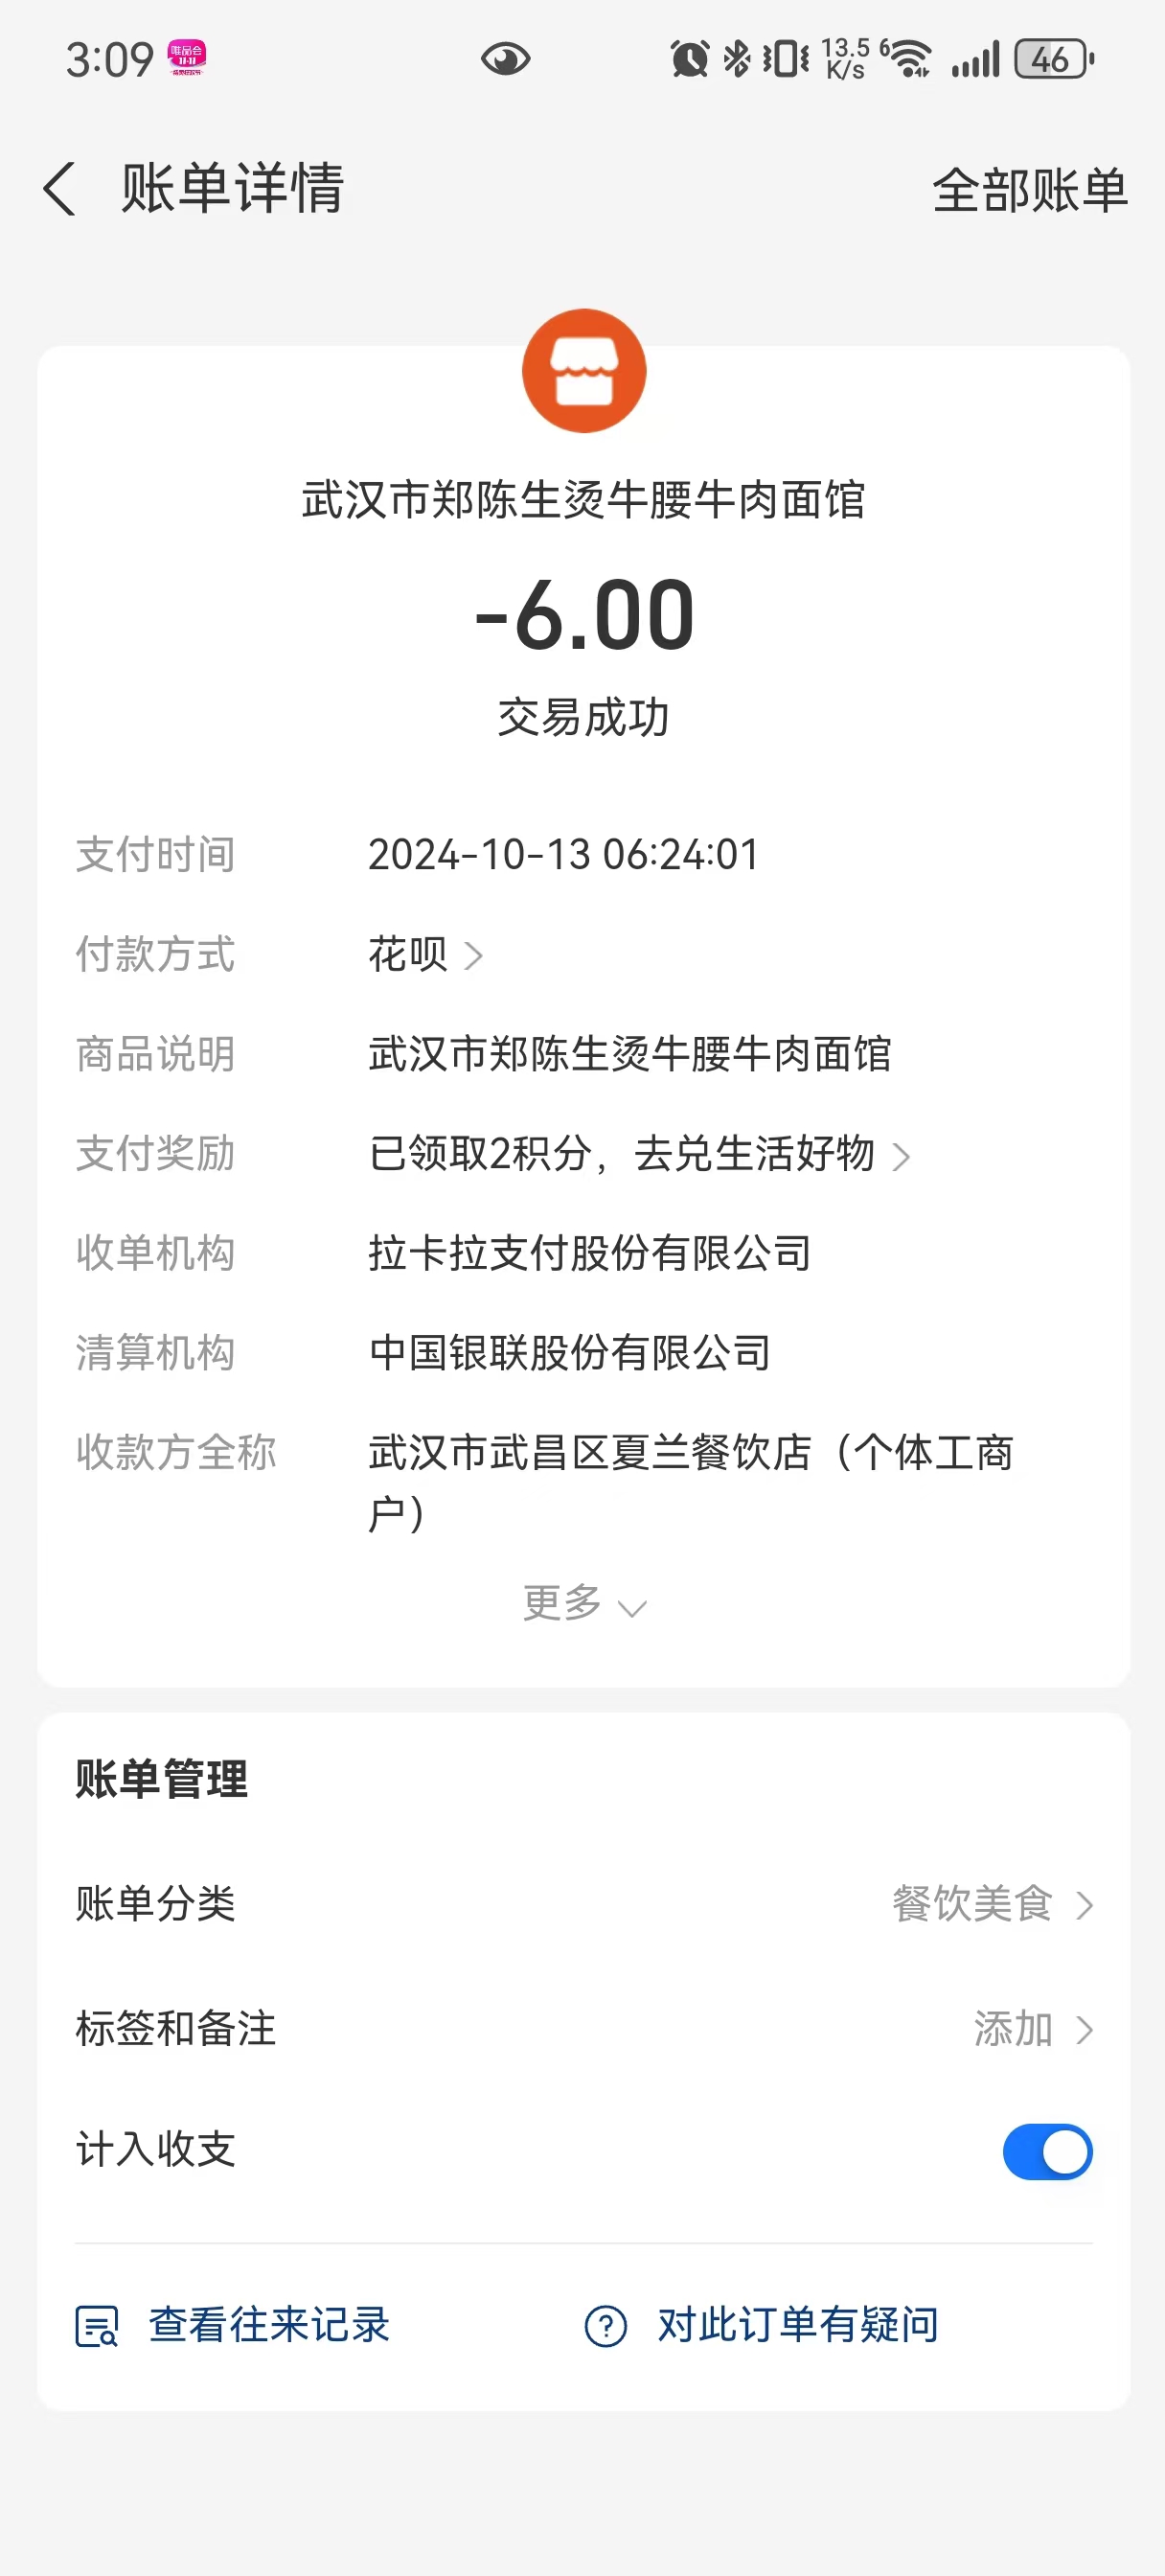 3:09
唯品会
11.11
13.5
K/s
6
46
账单详情
全部账单
武汉市郑陈生烫牛腰牛肉面馆
-6.00
交易成功
支付时间 2024-10-13 06:24:01
付款方式 花呗
商品说明 武汉市郑陈生烫牛腰牛肉面馆
支付奖励 已领取2积分，去兑生活好物
收单机构 拉卡拉支付股份有限公司
清算机构 中国银联股份有限公司
收款方全称 武汉市武昌区夏兰餐饮店（个体工商
户）
更多
账单管理
账单分类 餐饮美食
标签和备注 添加
计入收支
查看往来记录 对此订单有疑问